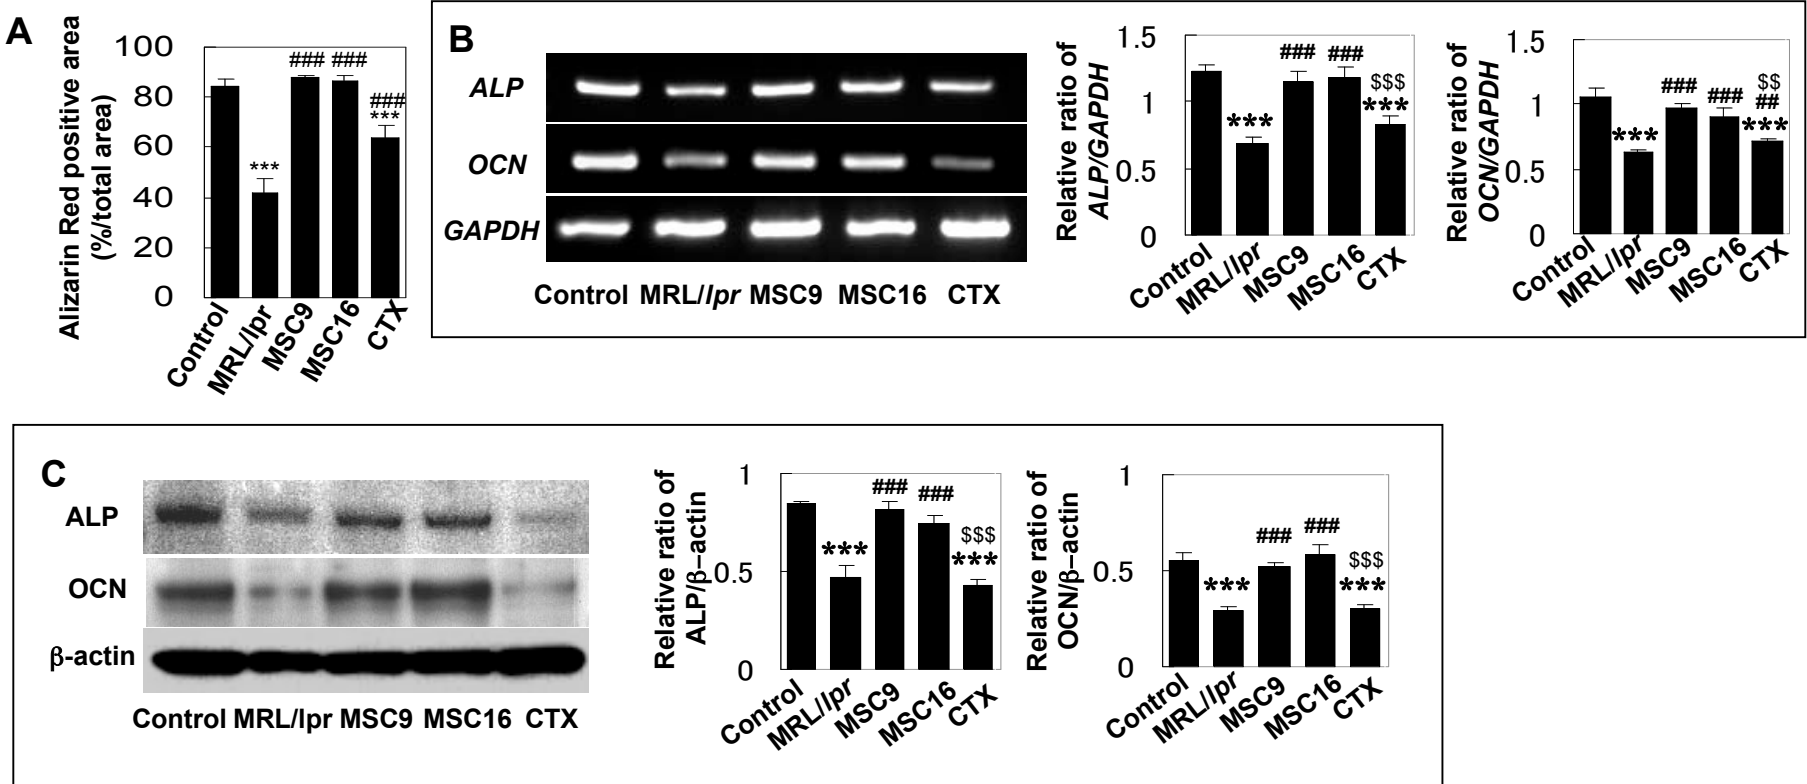 A
Alizarin Red positive area
(%/total area)
100
80
60
40
20
0
### ###
###
***
***
Control
MRL/lpr
MSC9
MSC16
CTX
B
ALP
OCN
GAPDH
Control MRL//lpr MSC9 MSC16 CTX
Relative ratio of
ALP/GAPDH
1.5
1
0.5
0
### ###
$$$
***
***
Control
MRL//lpr
MSC9
MSC16
CTX
Relative ratio of
OCN/GAPDH
1.5
1
0.5
0
###
###
$$
##
***
***
Control
MRL//lpr
MSC9
MSC16
CTX
C
ALP
OCN
β-actin
Control MRL/lpr MSC9 MSC16 CTX
Relative ratio of
ALP/β−actin
1
0.5
0
### ###
$$$
***
***
Control
MRL//lpr
MSC9
MSC16
CTX
Relative ratio of
OCN/β−actin
1
0.5
0
###
###
$$$
***
***
Control
MRL//lpr
MSC9
MSC16
CTX